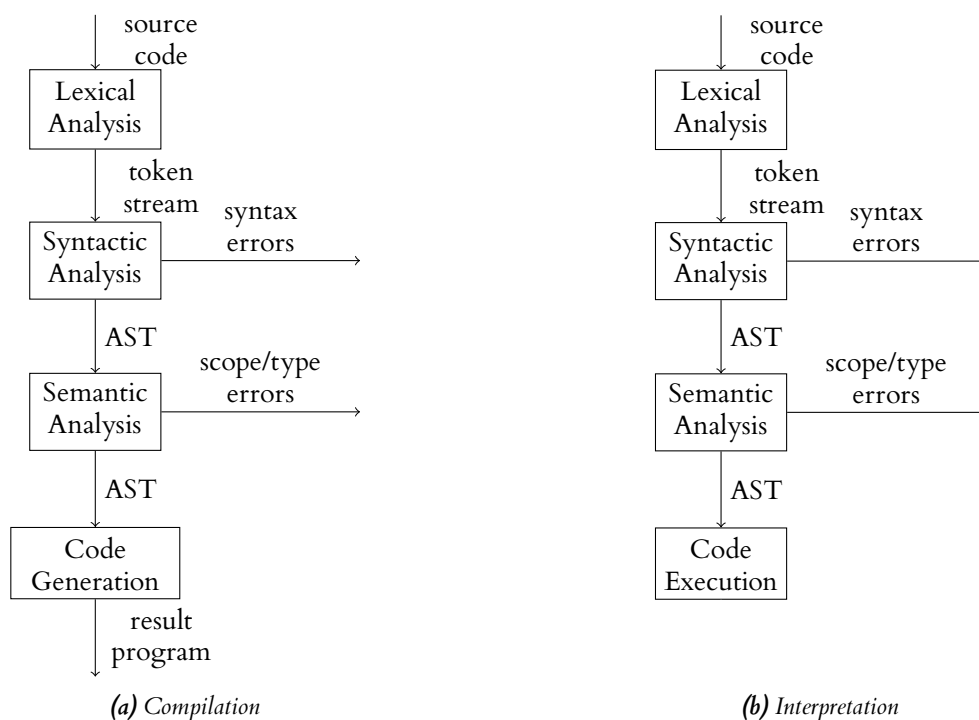 source
code
Lexical
Analysis
token
stream
syntax
errors
Syntactic
Analysis
AST
scope/type
errors
Semantic
Analysis
AST
Code
Generation
result
program
(a) Compilation
source
code
Lexical
Analysis
token
stream
syntax
errors
Syntactic
Analysis
AST
scope/type
errors
Semantic
Analysis
AST
Code
Execution
(b) Interpretation